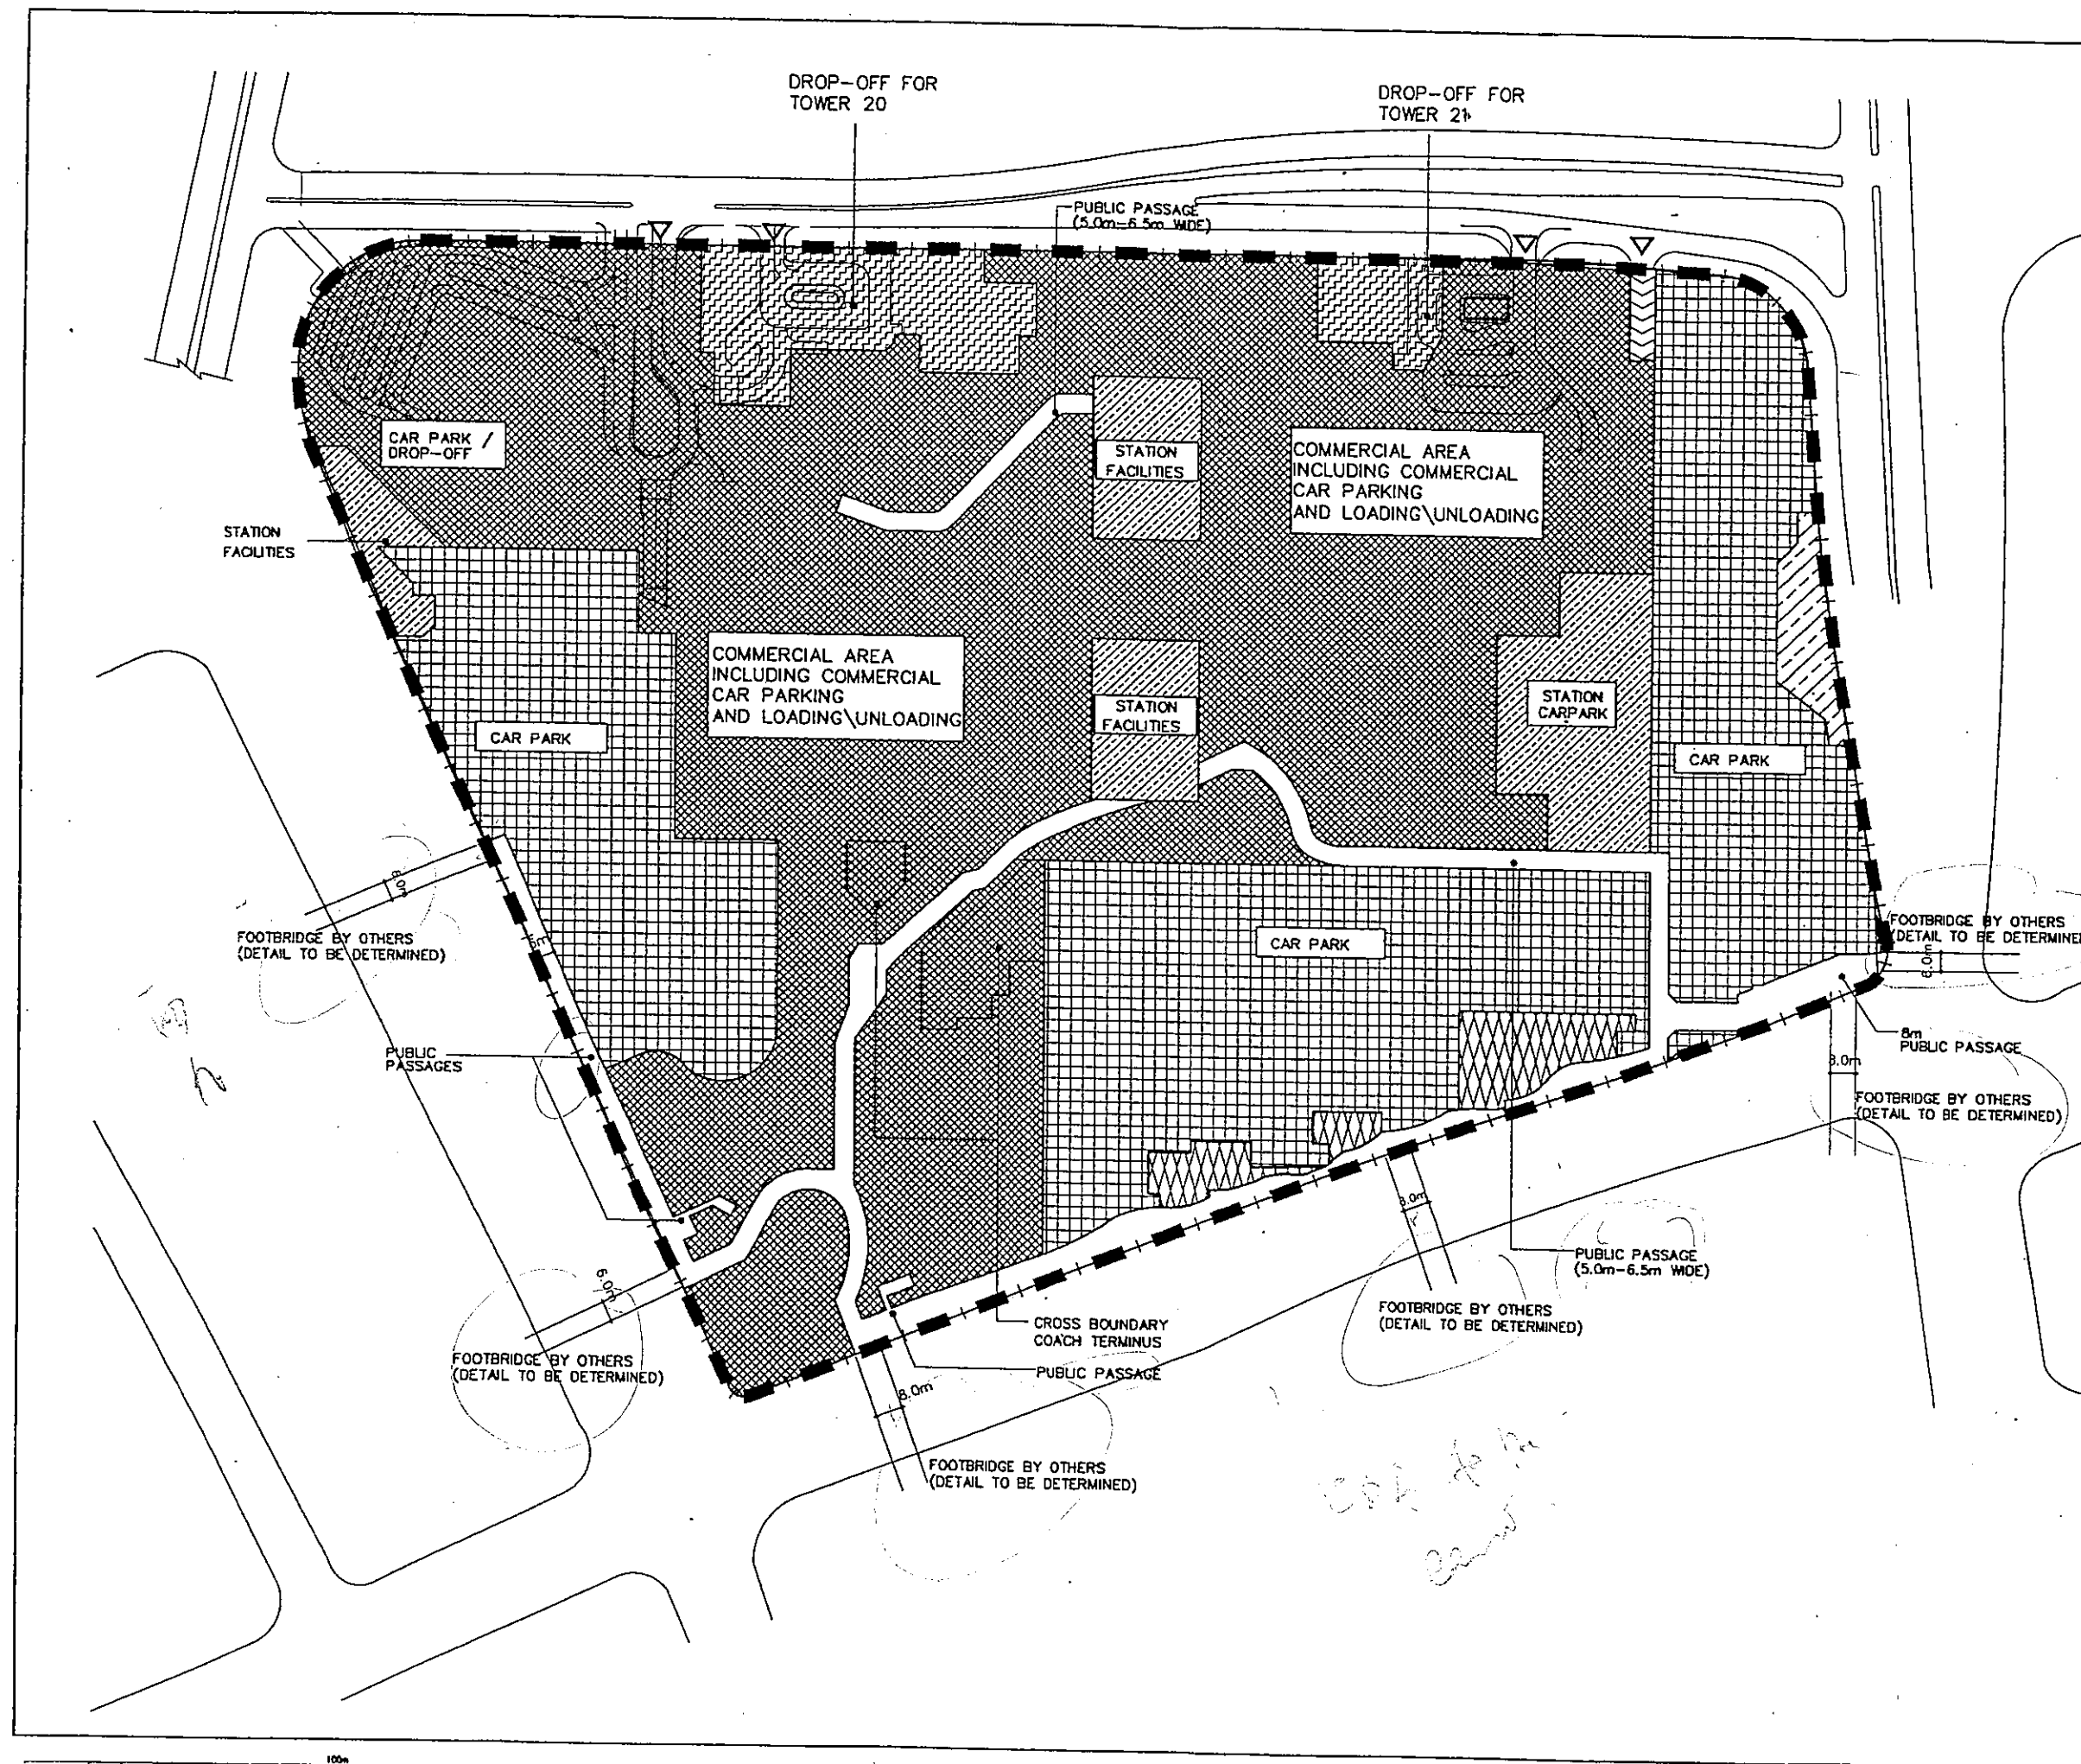 DROP-OFF FOR
TOWER 20
DROP-OFF FOR
TOWER 21
PUBLIC PASSAGE
(5.0m-6.5m WIDE)
CAR PARK /
DROP-OFF
STATION
FACILITIES
COMMERCIAL AREA
INCLUDING COMMERCIAL
CAR PARKING
AND LOADING\UNLOADING
STATION
FACILITIES
COMMERCIAL AREA
INCLUDING COMMERCIAL
CAR PARKING
AND LOADING\UNLOADING
STATION
FACILITIES
STATION
CARPARK
CAR PARK
CAR PARK
6.0m
FOOTBRIDGE BY OTHERS
(DETAIL TO BE DETERMINED)
6m
CAR PARK
FOOTBRIDGE BY OTHERS
(DETAIL TO BE DETERMINE
6.0m
PUBLIC
PASSAGES
8m
PUBLIC PASSAGE
8.0m
FOOTBRIDGE BY OTHERS
(DETAIL TO BE DETERMINED)
8.0m
PUBLIC PASSAGE
(5.0m-6.5m WIDE)
6.0m
FOOTBRIDGE BY OTHERS
(DETAIL TO BE DETERMINED)
CROSS BOUNDARY
COACH TERMINUS
FOOTBRIDGE BY OTHERS
(DETAIL TO BE DETERMINED)
PUBLIC PASSAGE
8.0m
FOOTBRIDGE BY OTHERS
(DETAIL TO BE DETERMINED)
100m